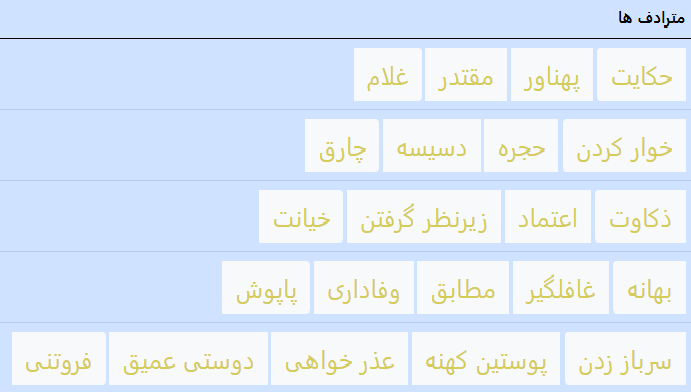 مترادف ها
حکایت پهناور مقتدر غلام
خوار کردن حجره دسیسه چارق
ذکاوت اعتماد زیرنظر گرفتن خیانت
بهانه غافلگیر مطابق وفاداری پاپوش
سرباز زدن پوستین کهنه عذر خواهی دوستی عمیق فروتنی